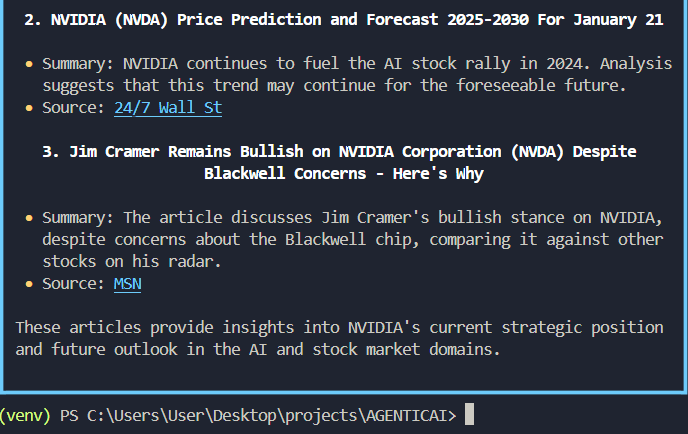 2. NVIDIA (NVDA) Price Prediction and Forecast 2025-2030 For January 21
• Summary: NVIDIA continues to fuel the AI stock rally in 2024. Analysis
suggests that this trend may continue for the foreseeable future.
• Source: 24/7 Wall St
3. Jim Cramer Remains Bullish on NVIDIA Corporation (NVDA) Despite
Blackwell Concerns - Here's Why
• Summary: The article discusses Jim Cramer's bullish stance on NVIDIA,
despite concerns about the Blackwell chip, comparing it against other
stocks on his radar.
• Source: MSN
These articles provide insights into NVIDIA's current strategic position
and future outlook in the AI and stock market domains.
(venv) PS C:\Users\User\Desktop\projects\AGENTICAI>